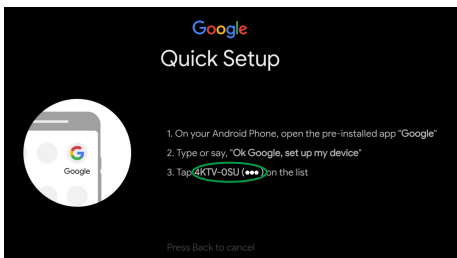 Google
Quick Setup
1. On your Android Phone, open the pre-installed app "Google"
2. Type or say, "Ok Google, set up my device"
3. Tap 4KTV-OSU (•••) on the list
G
Google
Press Back to cancel